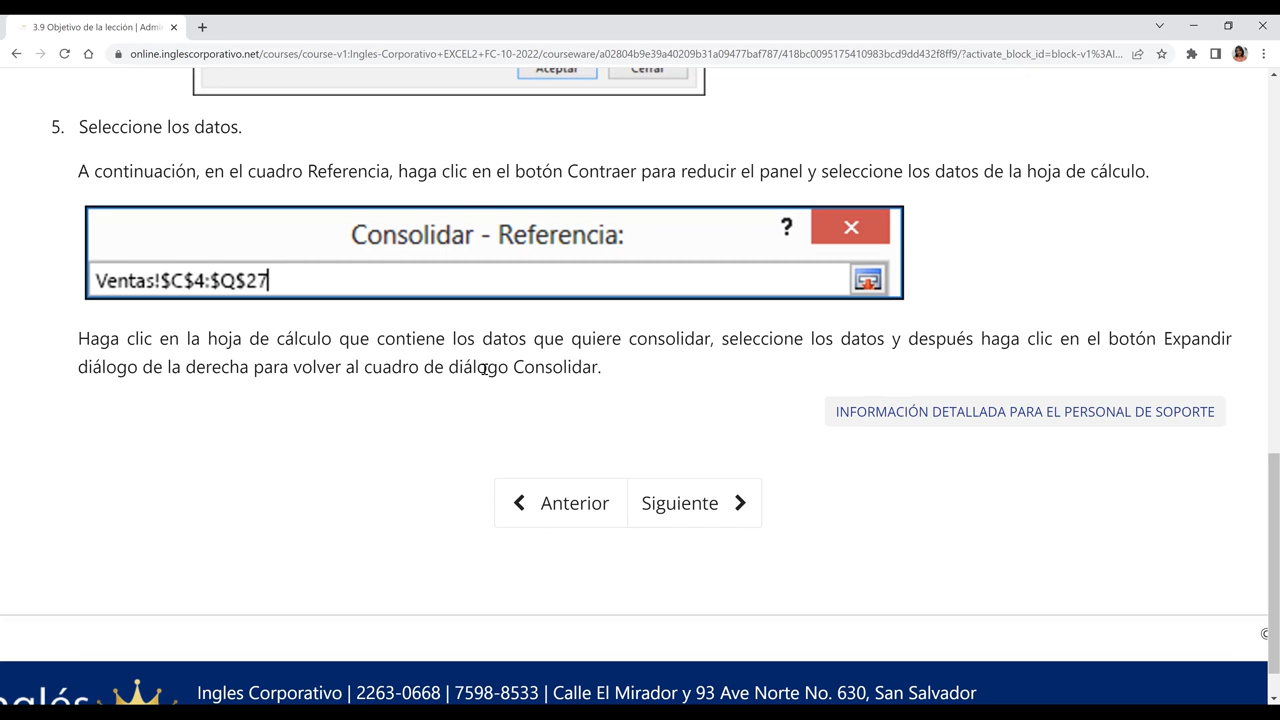 3.9 Objetivo de la lección | Admi
online.inglescorporativo.net/courses/course-v1:Ingles-Corporativo+EXCEL2+FC-10-2022/courseware/a02804b9e39a40209b31a09477baf787/418bc0095175410983bcd9dd432f8ff9/?activate_block_id=block-v1%3AI...
Aceptar Cerrar
5. Seleccione los datos.
A continuación, en el cuadro Referencia, haga clic en el botón Contraer para reducir el panel y seleccione los datos de la hoja de cálculo.
Consolidar - Referencia:
Ventas!$C$4:$Q$27
Haga clic en la hoja de cálculo que contiene los datos que quiere consolidar, seleccione los datos y después haga clic en el botón Expandir
diálogo de la derecha para volver al cuadro de diálogo Consolidar.
INFORMACIÓN DETALLADA PARA EL PERSONAL DE SOPORTE
Anterior Siguiente
©
Ingles Corporativo | 2263-0668 | 7598-8533 | Calle El Mirador y 93 Ave Norte No. 630, San Salvador